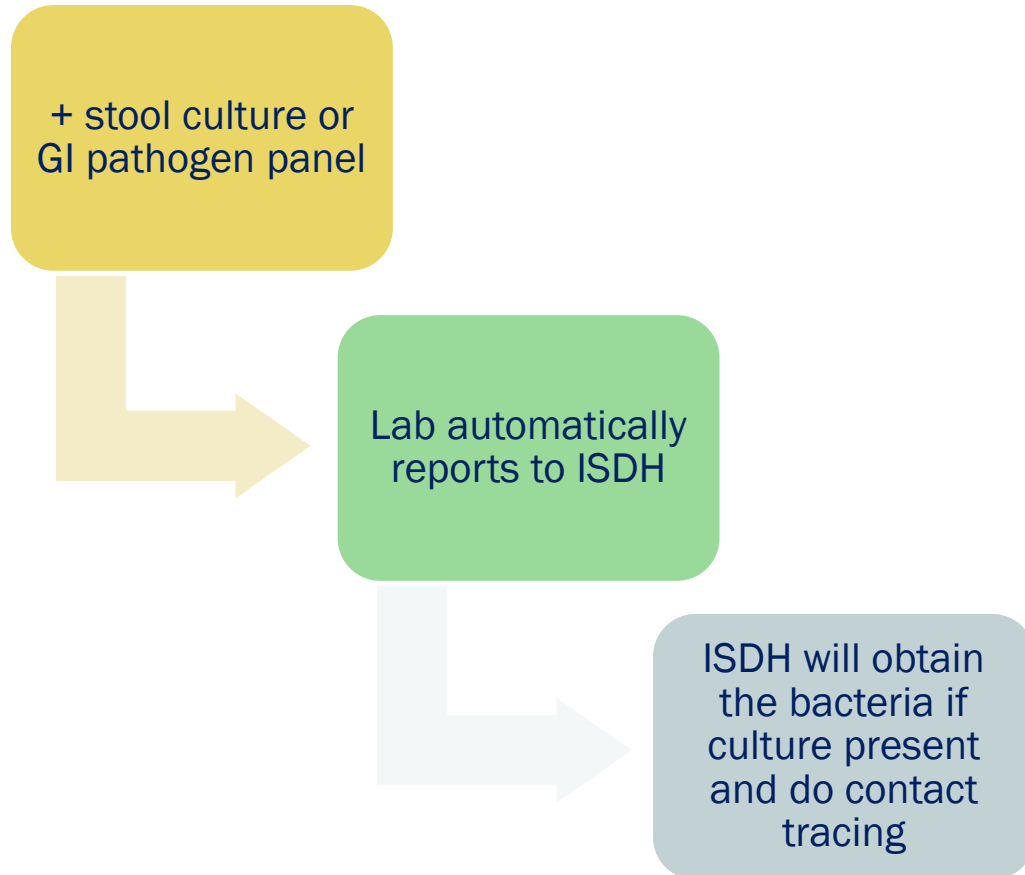 + stool culture or
GI pathogen panel
Lab automatically
reports to ISDH
ISDH will obtain
the bacteria if
culture present
and do contact
tracing